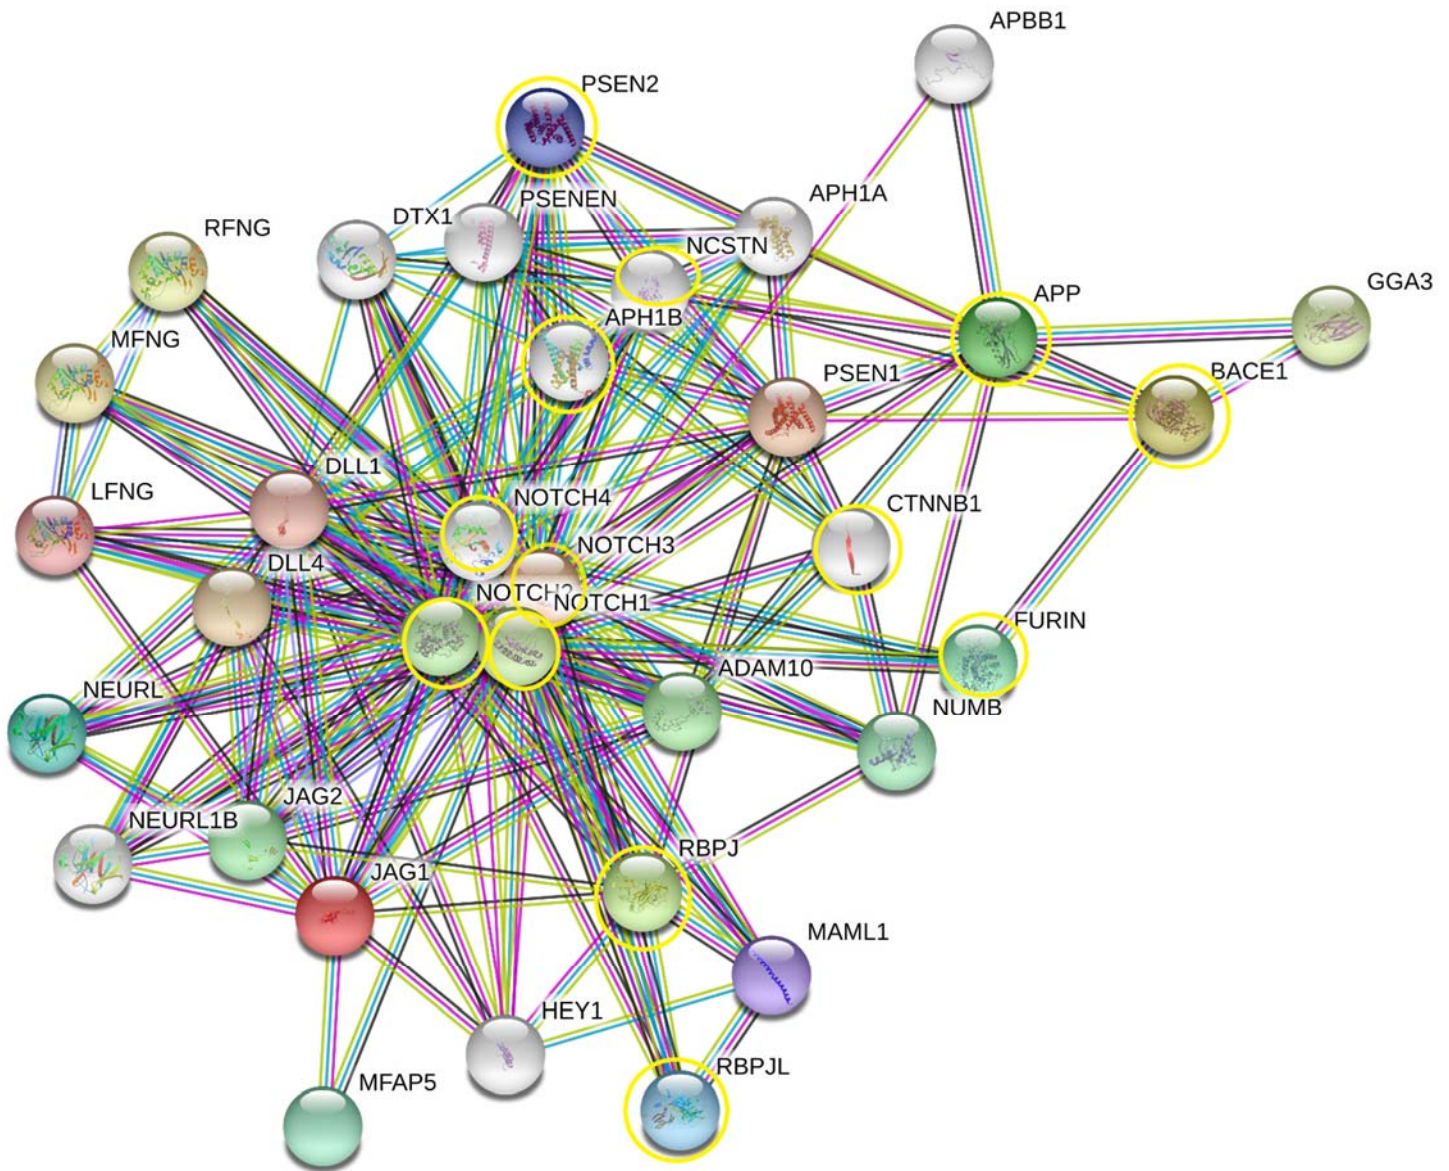 APBB1
PSEN2
APH1A
PSENEN
DTX1
RFNG
NCSTN
GGA3
APP
APH1B
MFNG
BACE1
PSEN1
DLL1
LFNG
NOTCH4
CTNNB1
NOTCH3
DLL4
NOTCH2
NOTCH1
FURIN
ADAM10
NEURL
NUMB
JAG2
NEURL1B
RBPJ
JAG1
MAML1
HEY1
RBPJL
MFAP5